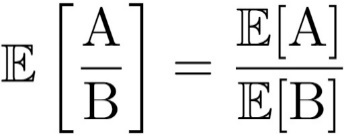 𝔼 [A/B] = 𝔼[A]/𝔼[B]